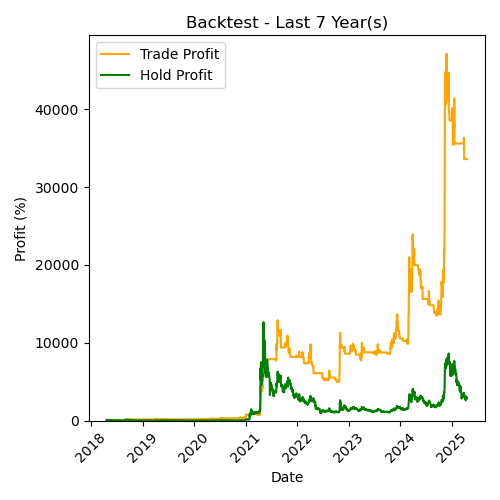 Backtest - Last 7 Year(s)
Trade Profit
Hold Profit
Profit (%)
40000
30000
20000
10000
0
2018
2019
2020
2021
2022
2023
2024
2025
Date